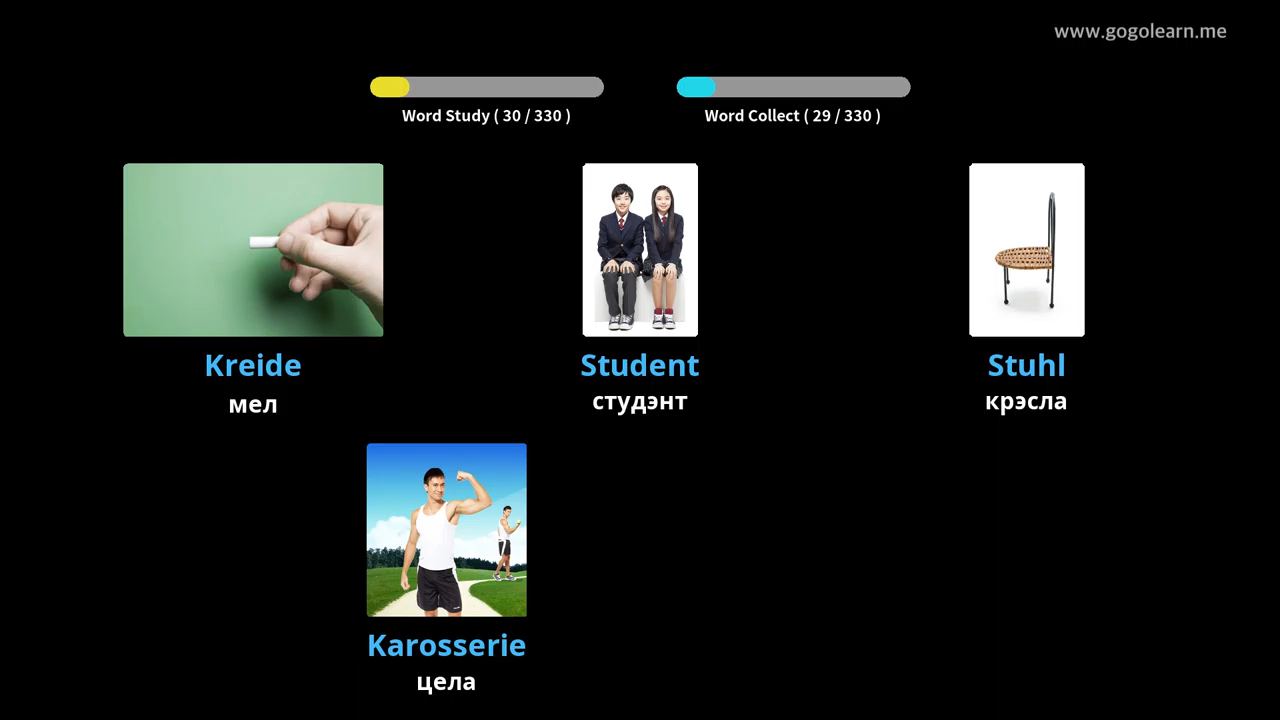 www.gogolearn.me
Word Study ( 30 / 330 )
Word Collect ( 29 / 330 )
Kreide
мел
Student
студэнт
Stuhl
крэсла
Karosserie
цела